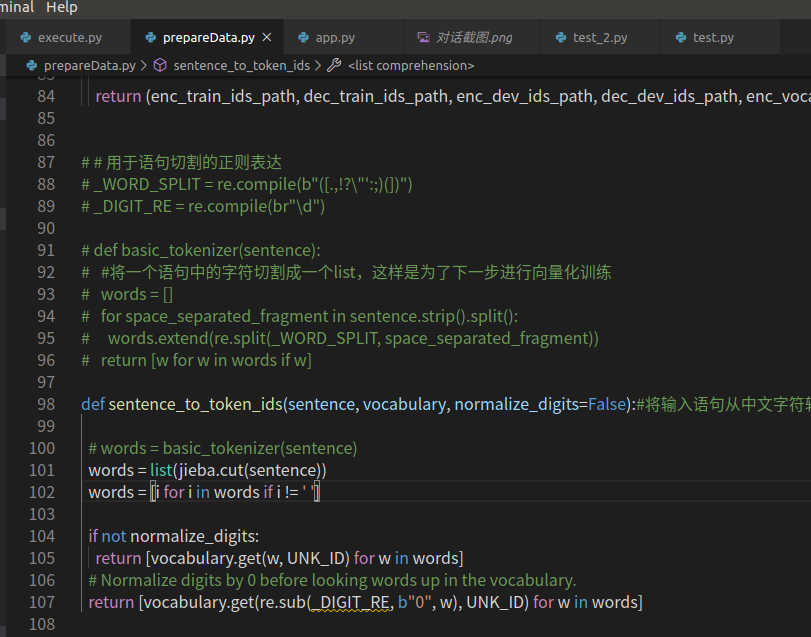 minal Help
execute.py prepareData.py × app.py 对话截图.png test_2.py test.py
prepareData.py > sentence_to_token_ids > <list comprehension>
83
84 return (enc_train_ids_path, dec_train_ids_path, enc_dev_ids_path, dec_dev_ids_path, enc_voca
85
86
87 # # 用于语句切割的正则表达
88 # _WORD_SPLIT = re.compile(b"([.,!?\"':;)(])")
89 # _DIGIT_RE = re.compile(br"\d")
90
91 # def basic_tokenizer(sentence):
92 #   #将一个语句中的字符切割成一个list，这样是为了下一步进行向量化训练
93 #   words = []
94 #   for space_separated_fragment in sentence.strip().split():
95 #     words.extend(re.split(_WORD_SPLIT, space_separated_fragment))
96 #   return [w for w in words if w]
97
98 def sentence_to_token_ids(sentence, vocabulary, normalize_digits=False):#将输入语句从中文字符转
99
100 # words = basic_tokenizer(sentence)
101 words = list(jieba.cut(sentence))
102 words = [i for i in words if i != ' ']
103
104 if not normalize_digits:
105 return [vocabulary.get(w, UNK_ID) for w in words]
106 # Normalize digits by 0 before looking words up in the vocabulary.
107 return [vocabulary.get(re.sub(_DIGIT_RE, b"0", w), UNK_ID) for w in words]
108